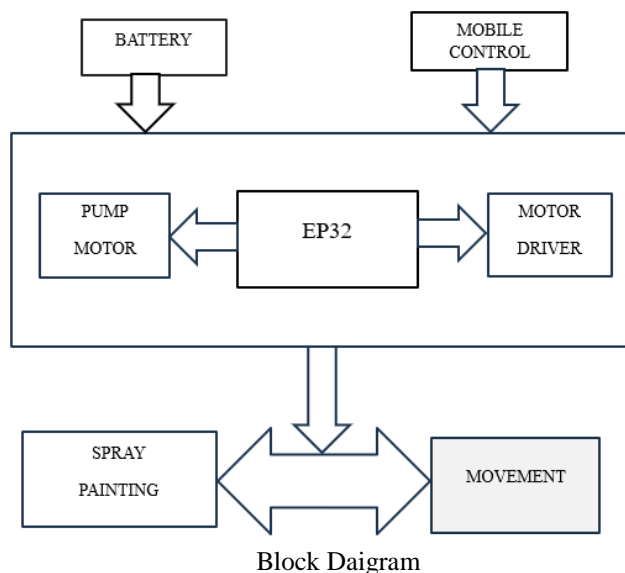 BATTERY
MOBILE
CONTROL
PUMP
MOTOR
EP32
MOTOR
DRIVER
SPRAY
PAINTING
MOVEMENT
Block Daigram